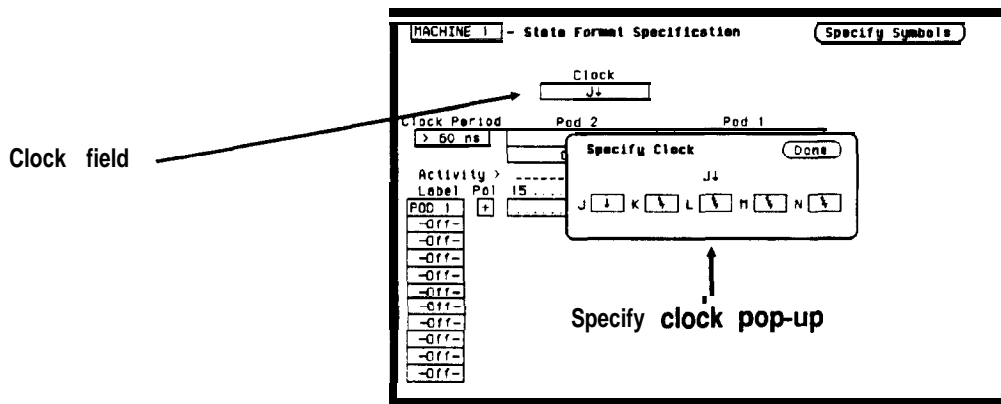 MACHINE 1 - State Format Specification Specify Symbols
Clock
J↓
Clock Period Pod 2 Pod 1
> 60 ns
Clock field
Specify Clock Done
J↓
Activity >
Label Pol 15....
J ↓ K L M N
POD 1 +
-Off-
-Off-
-Off-
-Off-
-Off-
-Off-
-Off-
-Off-
-Off-
-Off-
Specify clock pop-up